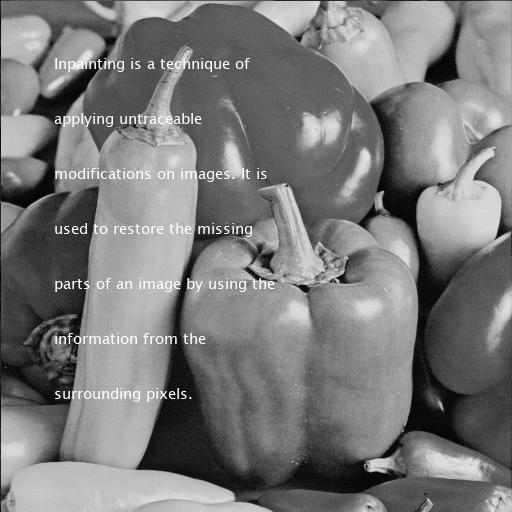 Inpainting is a technique of
applying untraceable
modifications on images. It is
used to restore the missing
parts of an image by using the
information from the
surrounding pixels.